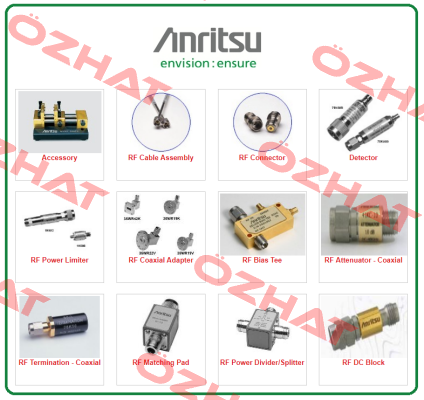 Anritsu
envision : ensure
Accessory
RF Cable Assembly
RF Connector
Detector
RF Power Limiter
RF Coaxial Adapter
RF Bias Tee
RF Attenuator - Coaxial
RF Termination - Coaxial
RF Matching Pad
RF Power Divider/Splitter
RF DC Block
ÖZHAT
ÖZHAT
ÖZHAT
ÖZHAT
ÖZHAT
ÖZHAT